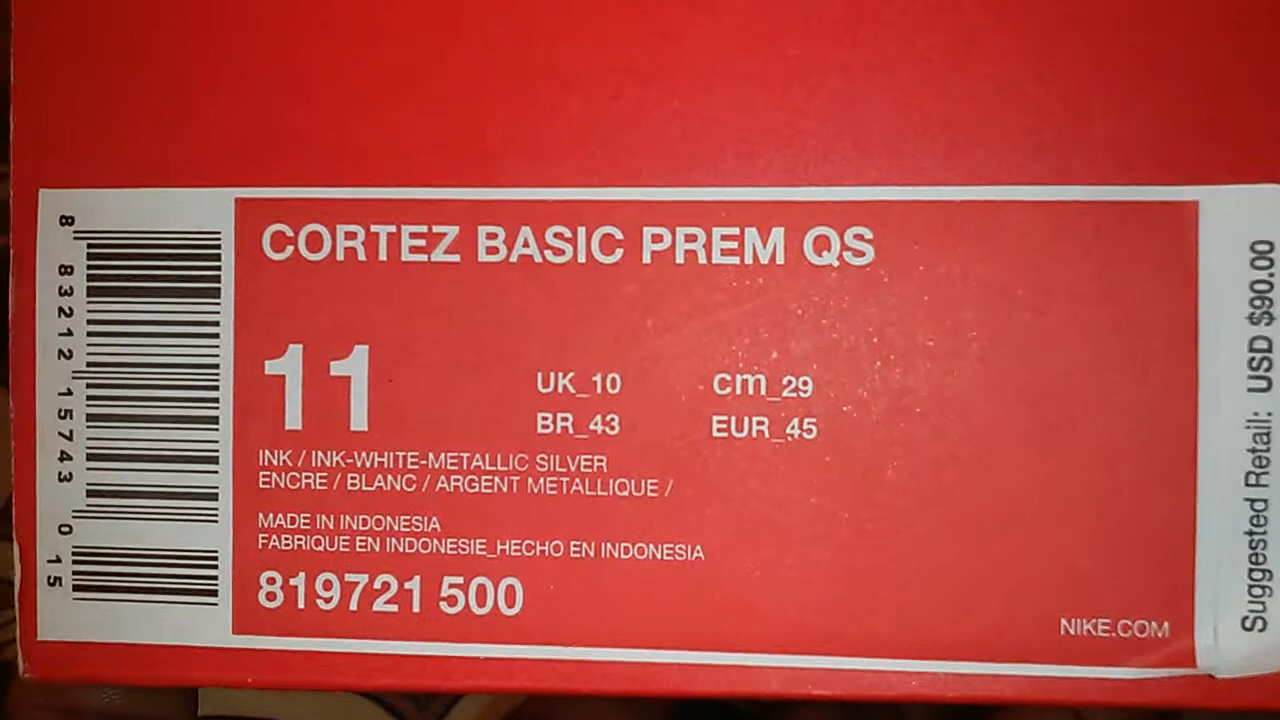 CORTEZ BASIC PREM QS
11
UK_10 cm_29
BR_43 EUR_45
INK / INK-WHITE-METALLIC SILVER
ENCRE / BLANC / ARGENT METALLIQUE /
MADE IN INDONESIA
FABRIQUE EN INDONESIE_HECHO EN INDONESIA
819721 500
NIKE.COM
8 83212 15743 0 15
Suggested Retail: USD $90.00